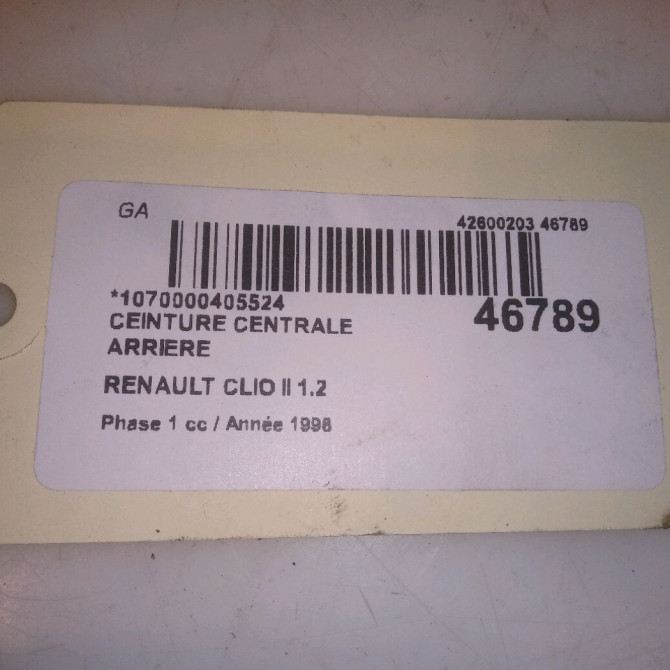 GA
42600203 46789
*1070000405524
46789
CEINTURE CENTRALE
ARRIERE
RENAULT CLIO II 1.2
Phase 1 cc / Année 1998